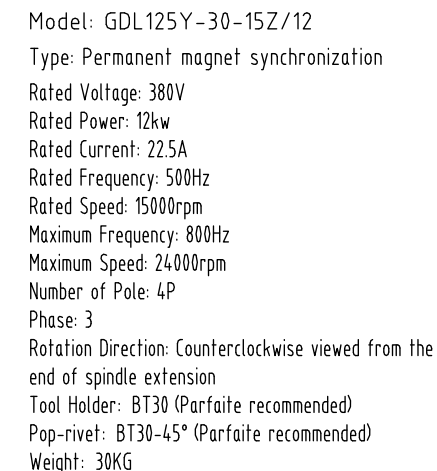 Model: GDL125Y-30-15Z/12
Type: Permanent magnet synchronization
Rated Voltage: 380V
Rated Power: 12kw
Rated Current: 22.5A
Rated Frequency: 500Hz
Rated Speed: 15000rpm
Maximum Frequency: 800Hz
Maximum Speed: 24000rpm
Number of Pole: 4P
Phase: 3
Rotation Direction: Counterclockwise viewed from the
end of spindle extension
Tool Holder: BT30 (Parfaite recommended)
Pop-rivet: BT30-45° (Parfaite recommended)
Weight: 30KG